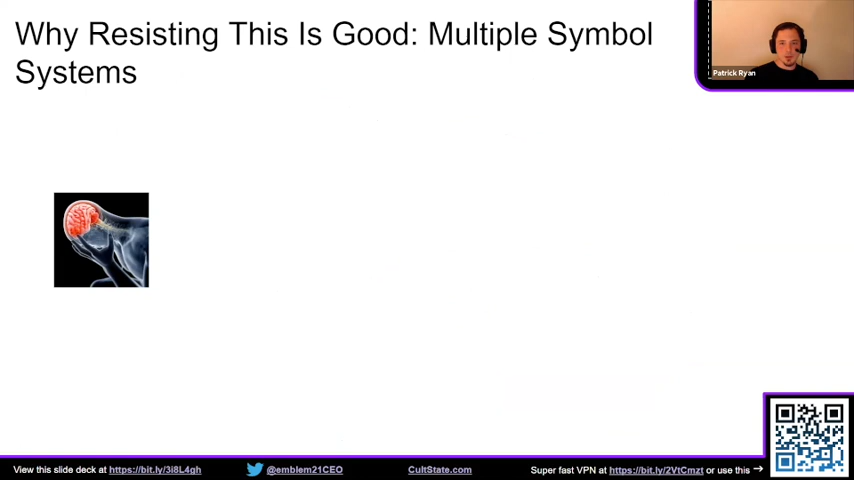 Why Resisting This Is Good: Multiple Symbol
Systems
Patrick Ryan
View this slide deck at https://bit.ly/3i8L4gh
@emblem21CEO
CultState.com
Super fast VPN at https://bit.ly/2VtCmzt or use this